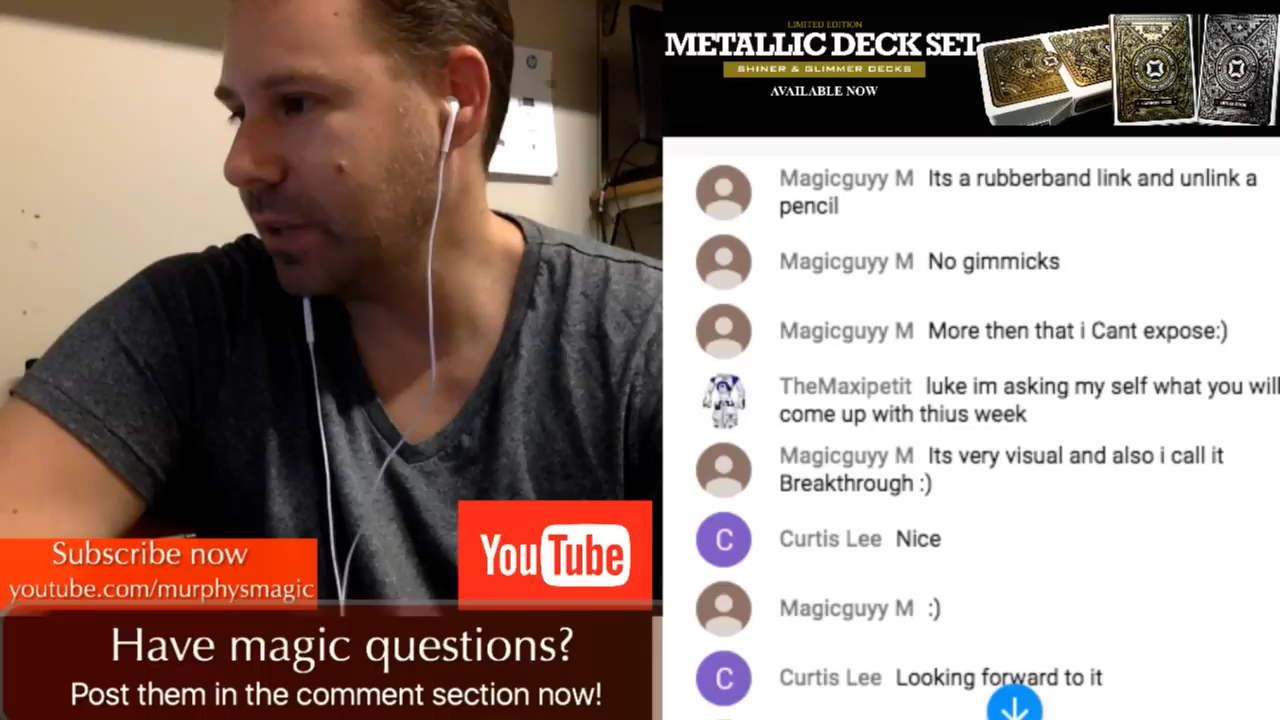 LIMITED EDITION
METALLIC DECK SET
SHINER & GLIMMER DECKS
AVAILABLE NOW
Magicguyy M Its a rubberband link and unlink a
pencil
Magicguyy M No gimmicks
Magicguyy M More then that i Cant expose:)
TheMaxipetit luke im asking my self what you will
come up with thius week
Magicguyy M Its very visual and also i call it
Breakthrough :)
C
Curtis Lee Nice
Magicguyy M :)
C
Curtis Lee Looking forward to it
YouTube
Subscribe now
youtube.com/murphysmagic
Have magic questions?
Post them in the comment section now!
hp